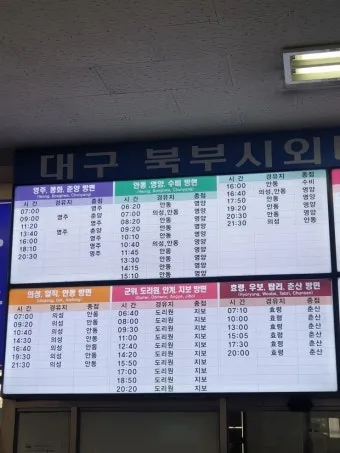 대구 북부시외
영주, 봉화, 춘양 방면
시간 경유지 종점
07:00 영주
09:00 영주 춘양
11:20 영주
13:40 영주 춘양
16:00 영주
18:10 영주
20:30 영주
안동, 영양, 수비 방면
시간 경유지 종점
06:20 안동 영양
07:00 의성,안동 영양
08:20 안동 영양
09:10 안동 영양
10:10 안동 영양
10:40 의성,안동 영양
11:45 안동 영양
13:10 안동 영양
14:15 안동 영양
15:10 안동 영양
시간 경유지 종점
16:00 안동 수비
16:40 의성,안동 영양
17:50 안동 영양
19:20 안동 영양
20:30 의성,안동 영양
의성, 점곡, 안동 방면
시간 경유지 종점
07:00 의성 안동
09:20 의성 안동
10:40 의성 안동
14:30 의성 안동
16:40 의성 안동
19:30 의성 안동
21:30 의성 안동
군위, 도리원, 안계, 지보 방면
시간 경유지 종점
06:40 도리원 지보
08:00 도리원 지보
09:30 도리원 지보
11:00 도리원 지보
12:40 도리원 지보
14:20 도리원 지보
15:50 도리원 지보
17:00 도리원 지보
18:50 도리원 지보
20:20 도리원 지보
효령, 우보, 탑리, 춘산 방면
시간 경유지 종점
07:10 효령 춘산
10:00 효령 춘산
13:00 효령 춘산
15:05 효령 춘산
17:30 효령 춘산
20:00 효령 춘산